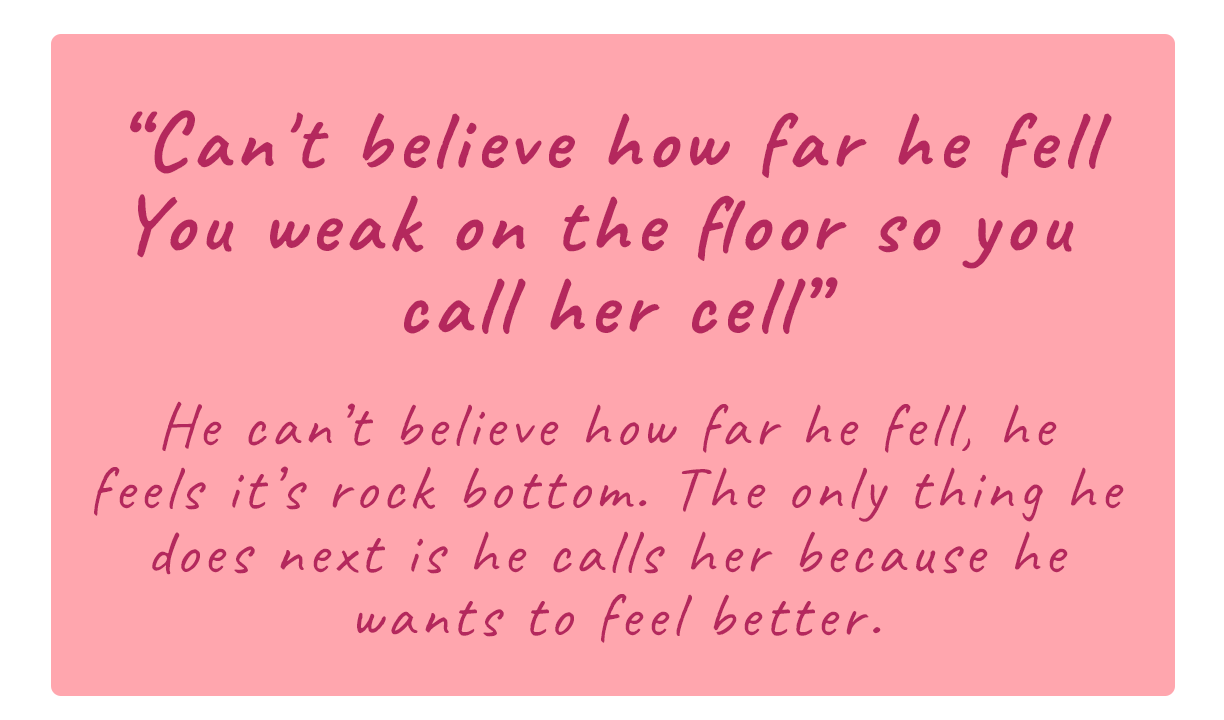 “Can't believe how far he fell
You weak on the floor so you
call her cell”
He can’t believe how far he fell, he
feels it’s rock bottom. The only thing he
does next is he calls her because he
wants to feel better.